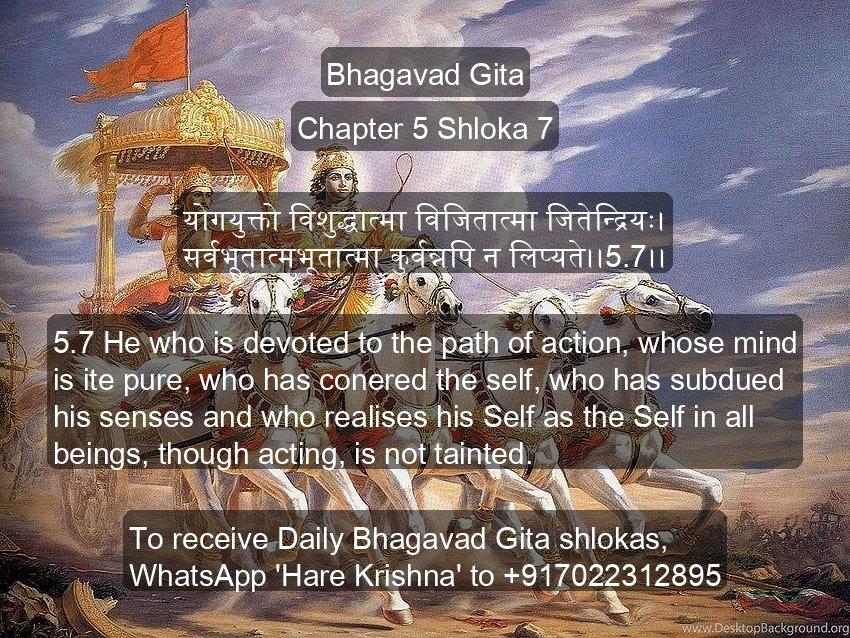 Bhagavad Gita
Chapter 5 Shloka 7
योगयुक्तो विशुद्धात्मा विजितात्मा जितेन्द्रियः।
सर्वभूतात्मभूतात्मा कुर्वन्नपि न लिप्यते।।5.7।।
5.7 He who is devoted to the path of action, whose mind
is ite pure, who has conered the self, who has subdued
his senses and who realises his Self as the Self in all
beings, though acting, is not tainted.
To receive Daily Bhagavad Gita shlokas,
WhatsApp 'Hare Krishna' to +917022312895
www.DesktopBackground.org